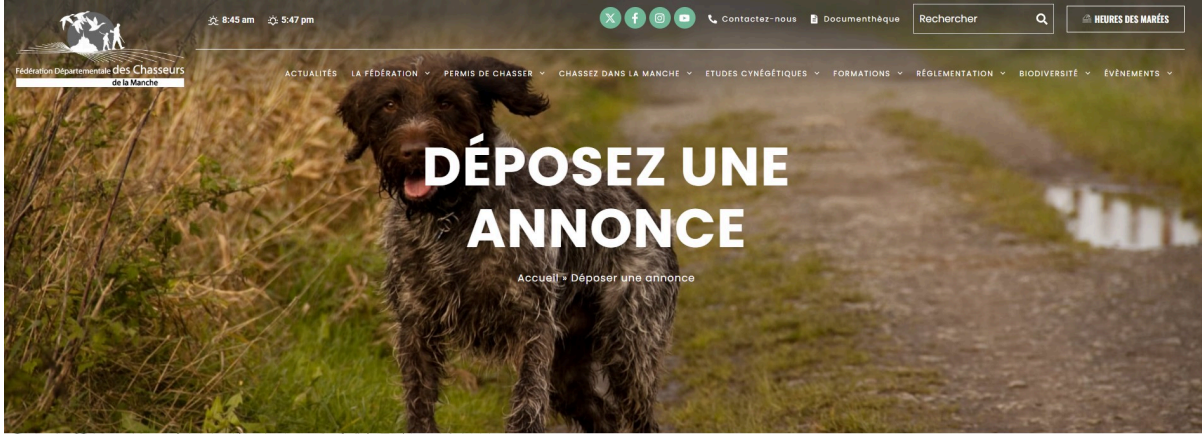 8:45 am 5:47 pm
Contactez-nous Documenthèque Rechercher HEURES DES MARÉES
Fédération Départementale des Chasseurs
de la Manche
ACTUALITÉS LA FÉDÉRATION PERMIS DE CHASSER CHASSEZ DANS LA MANCHE ETUDES CYNÉGÉTIQUES FORMATIONS RÉGLEMENTATION BIODIVERSITÉ ÉVÈNEMENTS
DÉPOSEZ UNE
ANNONCE
Accueil » Déposer une annonce